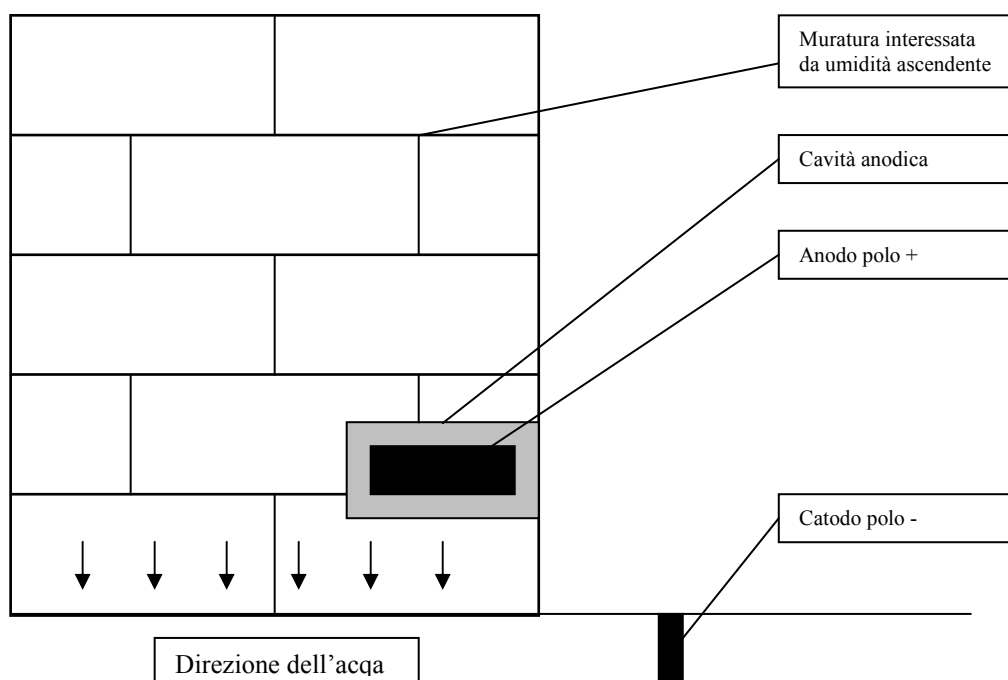 Muratura interessata
da umidità ascendente
Cavità anodica
Anodo polo +
Catodo polo -
Direzione dell’acqa